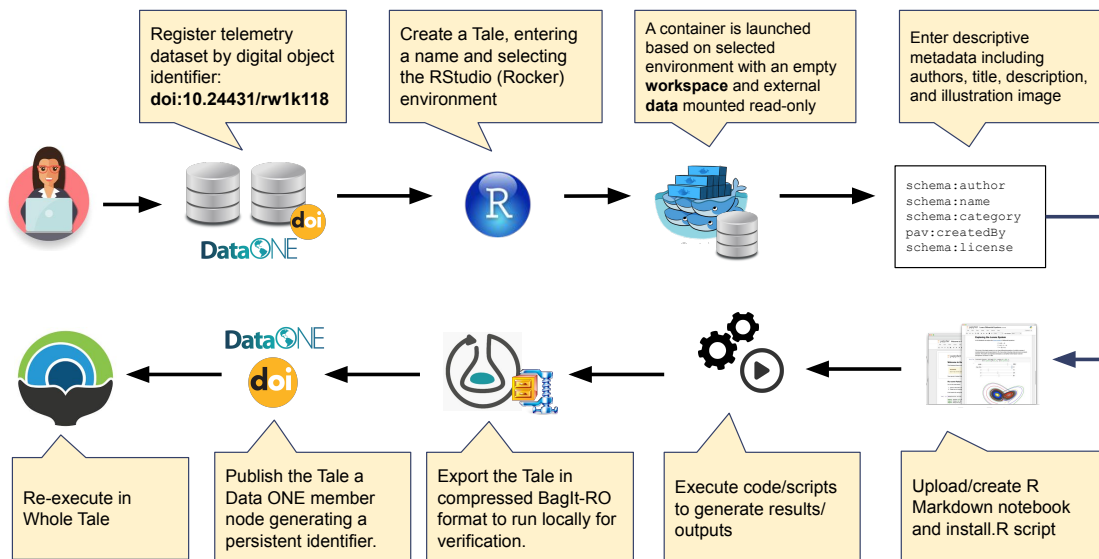 Register telemetry
dataset by digital object
identifier:
doi:10.24431/rw1k118
Create a Tale, entering
a name and selecting
the RStudio (Rocker)
environment
A container is launched
based on selected
environment with an empty
workspace and external
data mounted read-only
Enter descriptive
metadata including
authors, title, description,
and illustration image
doi
DataONE
R
schema:author
schema:name
schema:category
pav:createdBy
schema:license
DataONE
doi
Re-execute in
Whole Tale
Publish the Tale a
Data ONE member
node generating a
persistent identifier.
Export the Tale in
compressed BagIt-RO
format to run locally for
verification.
Execute code/scripts
to generate results/
outputs
Upload/create R
Markdown notebook
and install.R script